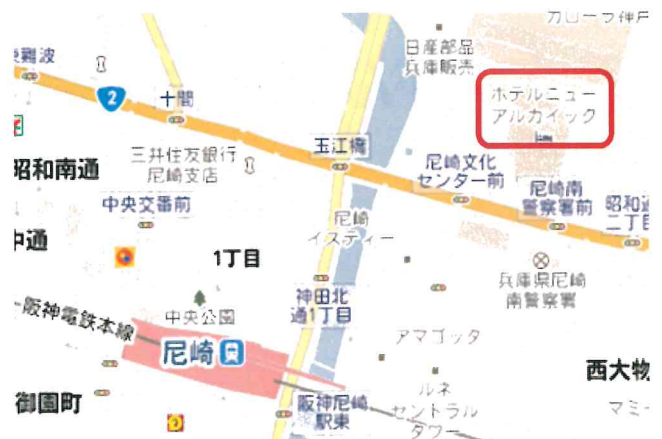 カローラ神戸
日産部品
兵庫販売
難波
2
十間
ホテルニュー
アルカイック
玉江橋
三井住友銀行
尼崎支店
昭和南通
尼崎文化
センター前
尼崎南
警察署前
昭和通
二丁目
中央交番前
尼崎
イスティー
中通
1丁目
兵庫県尼崎
南警察署
神田北
通1丁目
阪神電鉄本線
中央公園
アマゴッタ
尼崎
西大物
御園町
阪神尼崎
駅東
ルネ
セントラル
タワー
マミー